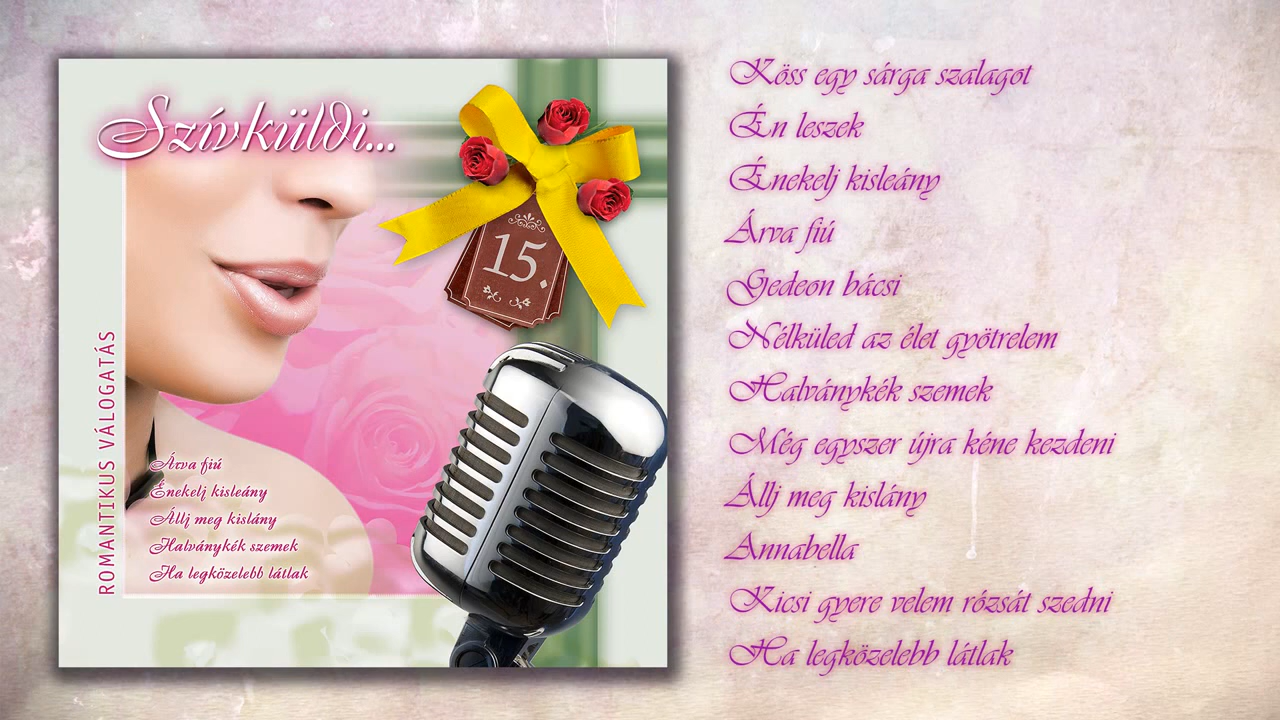 Szívküldi...
15.
ROMANTIKUS VÁLOGATÁS
Árva fiú
Énekelj kisleány
Állj meg kislány
Halványkék szemek
Ha legközelebb látlak
Köss egy sárga szalagot
Én leszek
Énekelj kisleány
Árva fiú
Gedeon bácsi
Nélküled az élet gyötrelem
Halványkék szemek
Még egyszer újra kéne kezdeni
Állj meg kislány
Annabella
Kicsi gyere velem rózsát szedni
Ha legközelebb látlak